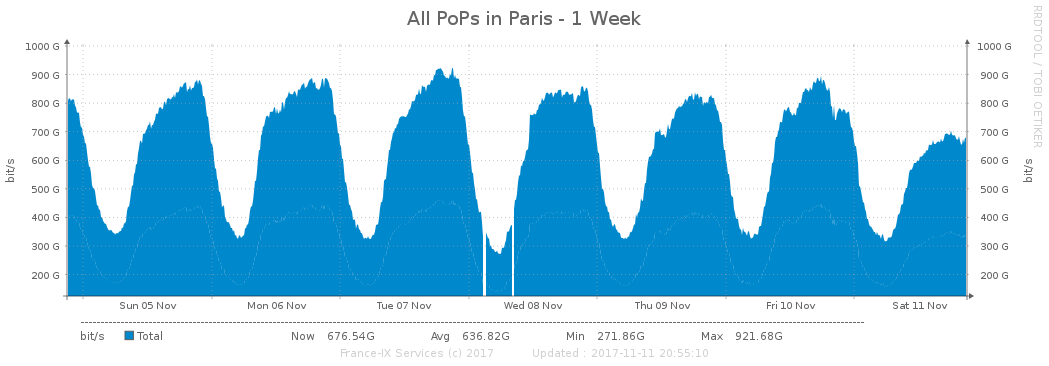 All PoPs in Paris - 1 Week
RRDTOOL / TOBI OETIKER
bit/s
1000 G 1000 G
900 G 900 G
800 G 800 G
700 G 700 G
600 G 600 G
500 G 500 G
400 G 400 G
300 G 300 G
200 G 200 G
bit/s
Sun 05 Nov Mon 06 Nov Tue 07 Nov Wed 08 Nov Thu 09 Nov Fri 10 Nov Sat 11 Nov
bit/s Total Now 676.54G Avg 636.82G Min 271.86G Max 921.68G
France-IX Services (c) 2017 Updated : 2017-11-11 20:55:10